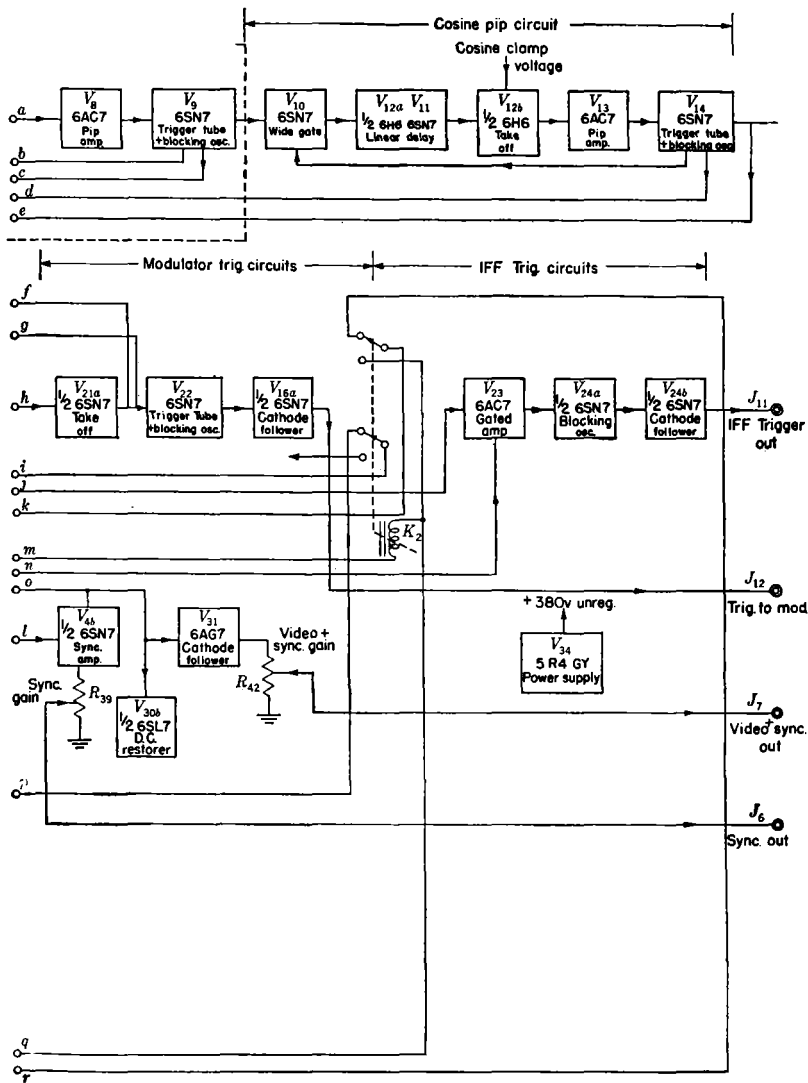 Cosine pip circuit
Cosine clamp
voltage
a
V8
6AC7
Pip
amp
V9
6SN7
Trigger tube
+blocking osc.
V10
6SN7
Wide gate
V12a V11
1/2 6H6 6SN7
Linear delay
V12b
1/2 6H6
Take
off
V13
6AC7
Pip
amp.
V14
6SN7
Trigger tube
+blocking osc
b
c
d
e
Modulator trig. circuits
IFF Trig. circuits
f
g
h
V21a
1/2 6SN7
Take
off
V22
6SN7
Trigger Tube
+blocking osc.
V16a
1/2 6SN7
Cathode
follower
V23
6AC7
Gated
amp
V24a
1/2 6SN7
Blocking
osc.
V24b
1/2 6SN7
Cathode
follower
J11
IFF Trigger
out
i
j
k
K2
m
n
o
J12
Trig. to mod.
l
V4b
1/2 6SN7
Sync.
amp.
V31
6AG7
Cathode
follower
Video +
sync. gain
+ 380v unreg.
V34
5 R4 GY
Power supply
Sync.
gain
R39
R42
V30b
1/2 6SL7
D.C.
restorer
J7
Video + sync.
out
p
J6
Sync. out
q
r